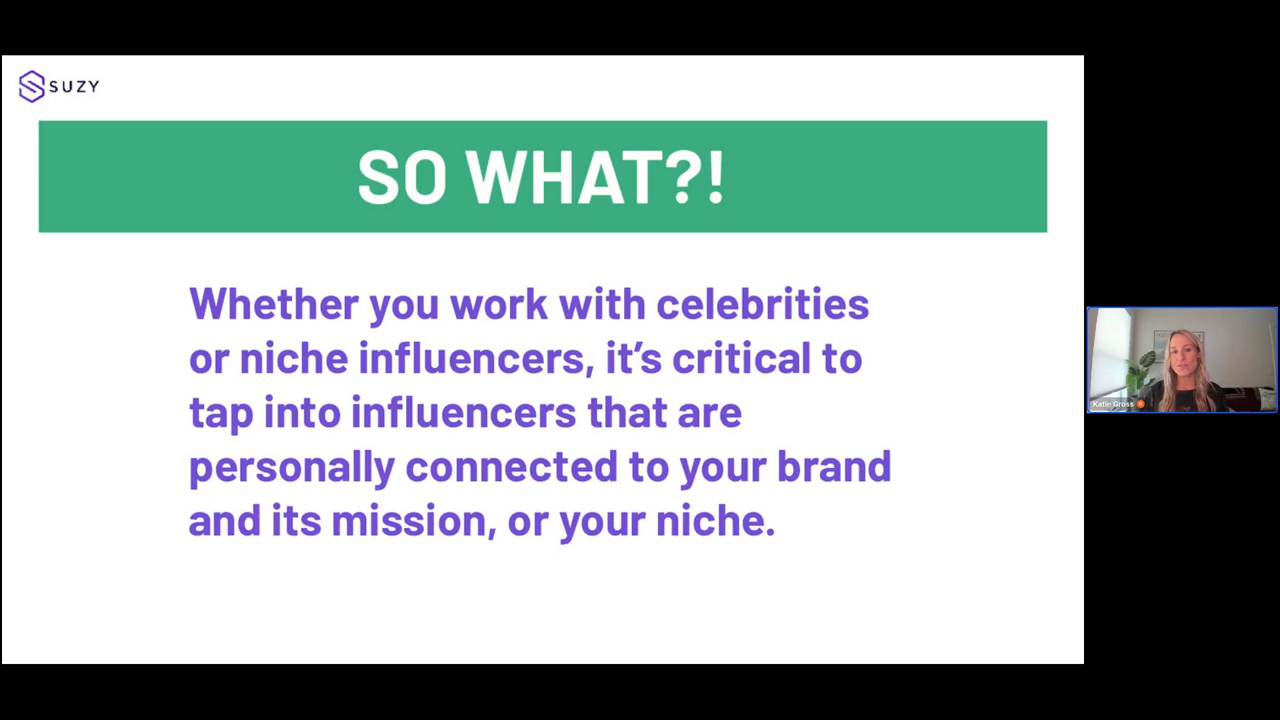 SUZY
SO WHAT?!
Whether you work with celebrities
or niche influencers, it’s critical to
tap into influencers that are
personally connected to your brand
and its mission, or your niche.
Katie Gross